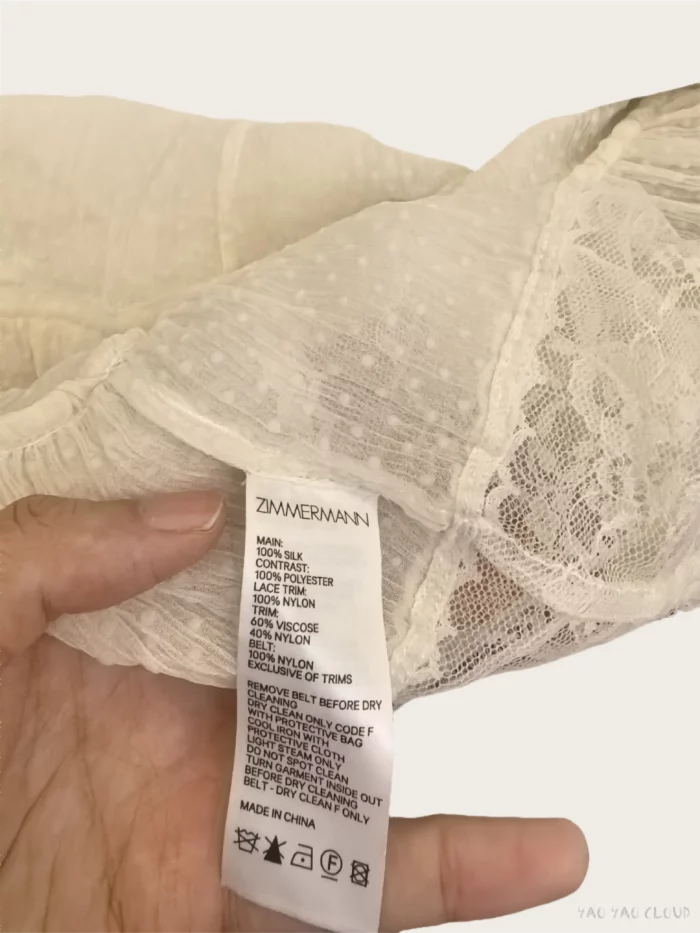 ZIMMERMANN
MAIN:
100% SILK
CONTRAST:
100% POLYESTER
LACE TRIM:
100% NYLON
TRIM:
60% VISCOSE
40% NYLON
BELT:
100% NYLON
EXCLUSIVE OF TRIMS
REMOVE BELT BEFORE DRY
CLEANING
DRY CLEAN ONLY CODE F
WITH PROTECTIVE BAG
COOL IRON WITH
PROTECTIVE CLOTH
LIGHT STEAM ONLY
DO NOT SPOT CLEAN
TURN GARMENT INSIDE OUT
BEFORE DRY CLEANING
BELT - DRY CLEAN F ONLY
MADE IN CHINA
F
YAO YAO CLOUD